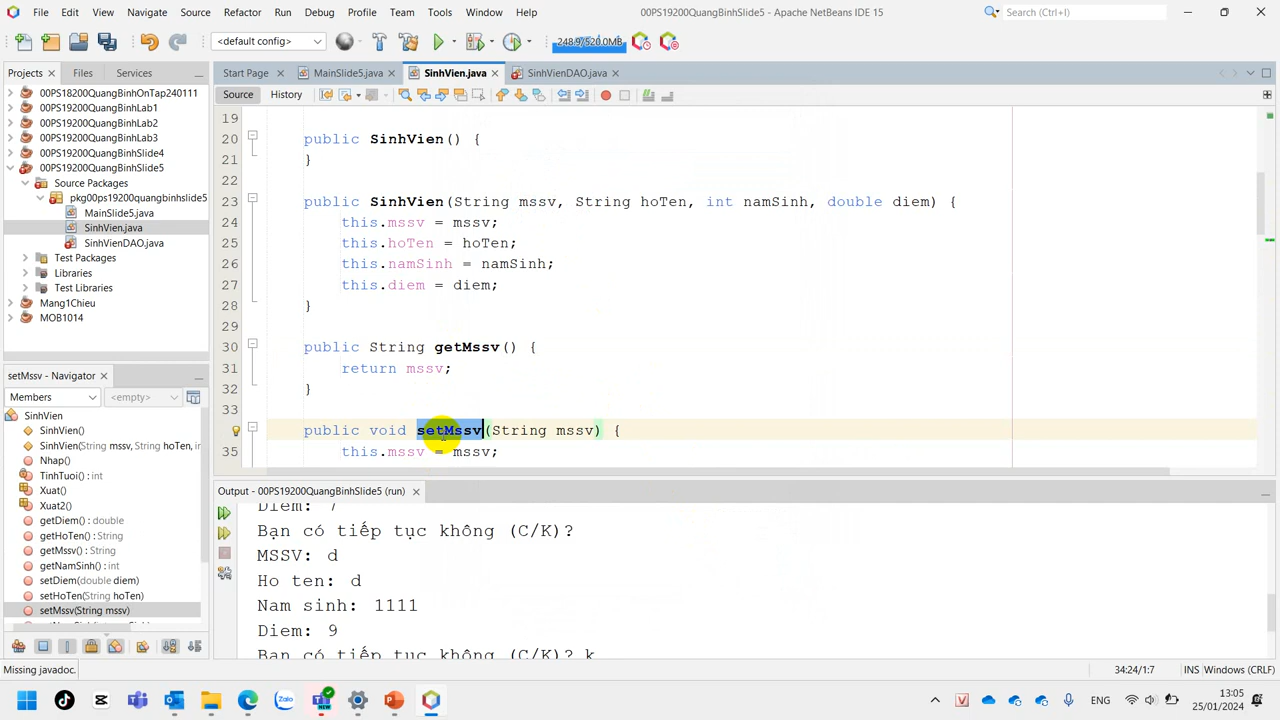 File Edit View Navigate Source Refactor Run Debug Profile Team Tools Window Help
00PS19200QuangBinhSlide5 - Apache NetBeans IDE 15
Search (Ctrl+I)
<default config>
248.9/520.0MB
Projects Files Services
Start Page MainSlide5.java SinhVien.java SinhVienDAO.java
Source History
00PS18200QuangBinhOnTap240111
00PS19200QuangBinhLab1
00PS19200QuangBinhLab2
00PS19200QuangBinhLab3
00PS19200QuangBinhSlide4
00PS19200QuangBinhSlide5
Source Packages
pkg00ps19200quangbinhslide5
MainSlide5.java
SinhVien.java
SinhVienDAO.java
Test Packages
Libraries
Test Libraries
Mang1Chieu
MOB1014
19
20 public SinhVien() {
21 }
22
23 public SinhVien(String mssv, String hoTen, int namSinh, double diem) {
24 this.mssv = mssv;
25 this.hoTen = hoTen;
26 this.namSinh = namSinh;
27 this.diem = diem;
28 }
29
30 public String getMssv() {
31 return mssv;
32 }
33
public void setMssv(String mssv) {
35 this.mssv = mssv;
setMssv - Navigator
Members <empty>
SinhVien
SinhVien()
SinhVien(String mssv, String hoTen, in
Nhap()
TinhTuoi() : int
Xuat()
Xuat2()
getDiem() : double
getHoTen() : String
getMssv() : String
getNamSinh() : int
setDiem(double diem)
setHoTen(String hoTen)
setMssv(String mssv)
Output - 00PS19200QuangBinhSlide5 (run)
Diem: 7
Bạn có tiếp tục không (C/K)?
MSSV: d
Ho ten: d
Nam sinh: 1111
Diem: 9
Bạn có tiếp tục không (C/K)? k
Missing javadoc.
34:24/1:7 INS Windows (CRLF)
ENG
13:05
25/01/2024